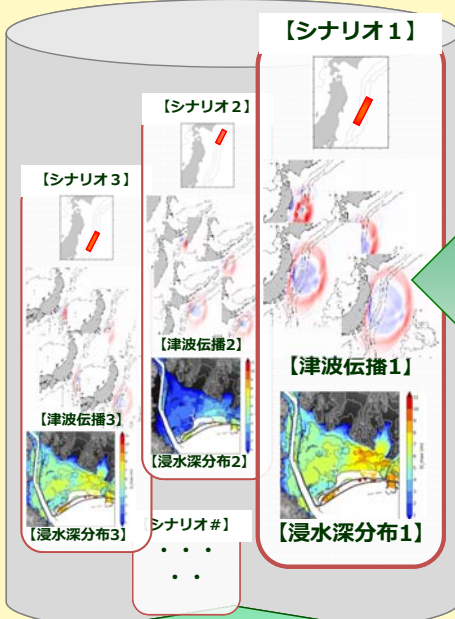 【シナリオ１】
【津波伝播1】
【浸水深分布1】
【シナリオ２】
【津波伝播2】
【浸水深分布2】
【シナリオ３】
【津波伝播3】
【浸水深分布3】
【シナリオ＃】
・・・
・・